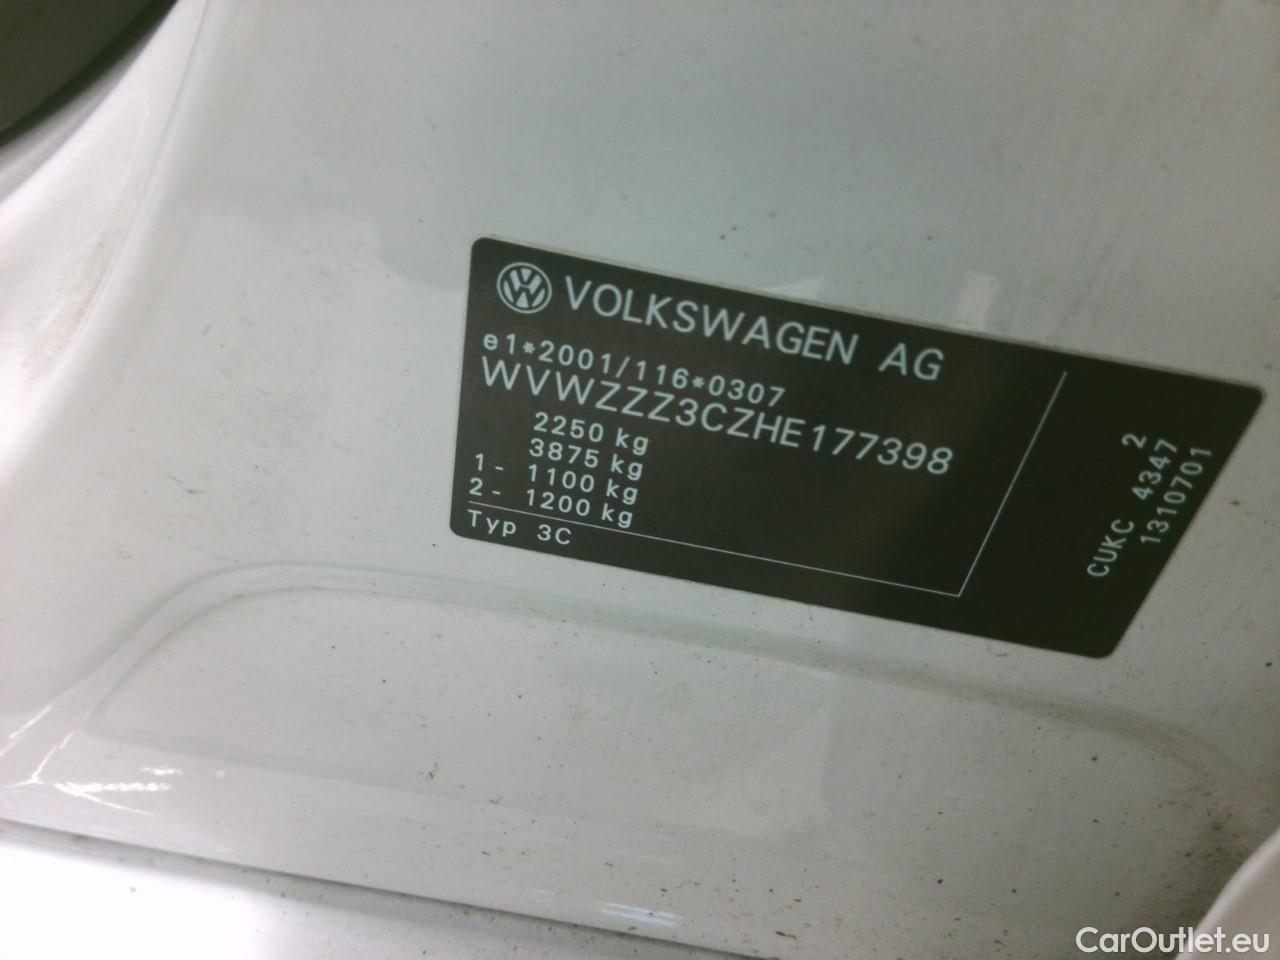 VOLKSWAGEN AG
e1*2001/116*0307
WVWZZZ3CZHE177398
2250 kg
3875 kg
1- 1100 kg
2- 1200 kg
Typ 3C
2
CUKC 4347
1310701
CarOutlet.eu